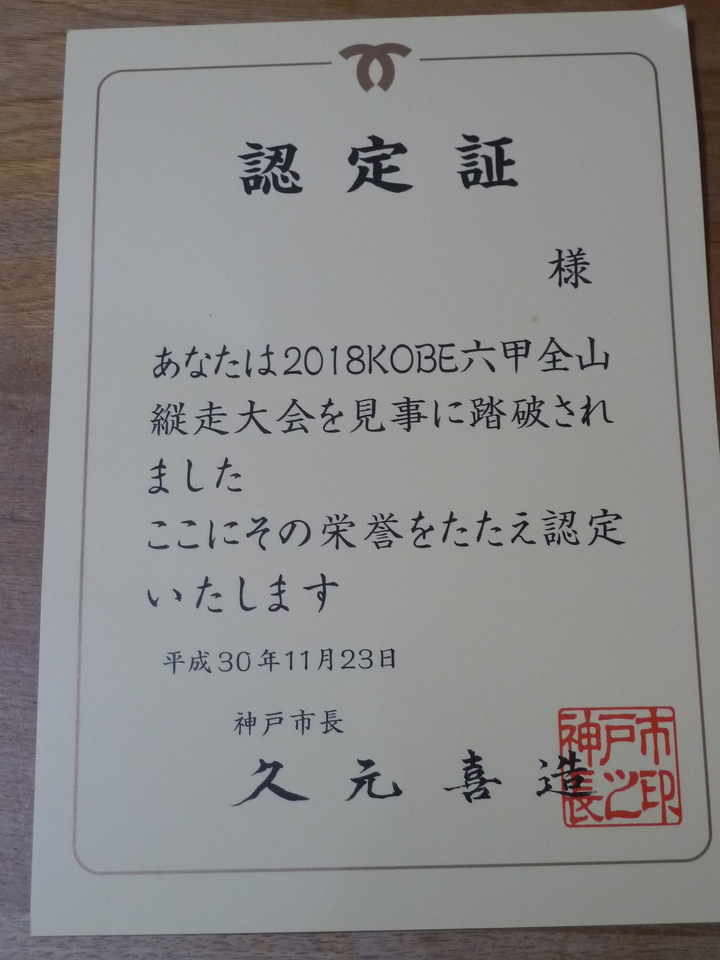 認定証
様
あなたは2018KOBE六甲全山
縦走大会を見事に踏破され
ました
ここにその栄誉をたたえ認定
いたします
平成30年11月23日
神戸市長
久元喜造
神戸市
長之印